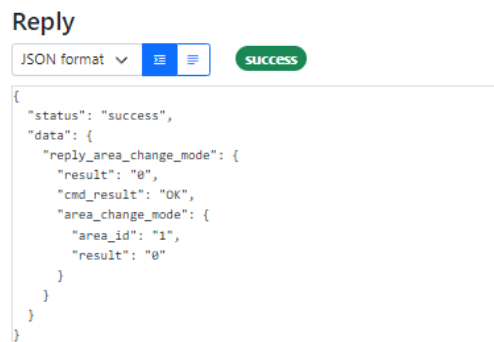 Reply
JSON format success
{
  "status": "success",
  "data": {
    "reply_area_change_mode": {
      "result": "0",
      "cmd_result": "OK",
      "area_change_mode": {
        "area_id": "1",
        "result": "0"
      }
    }
  }
}